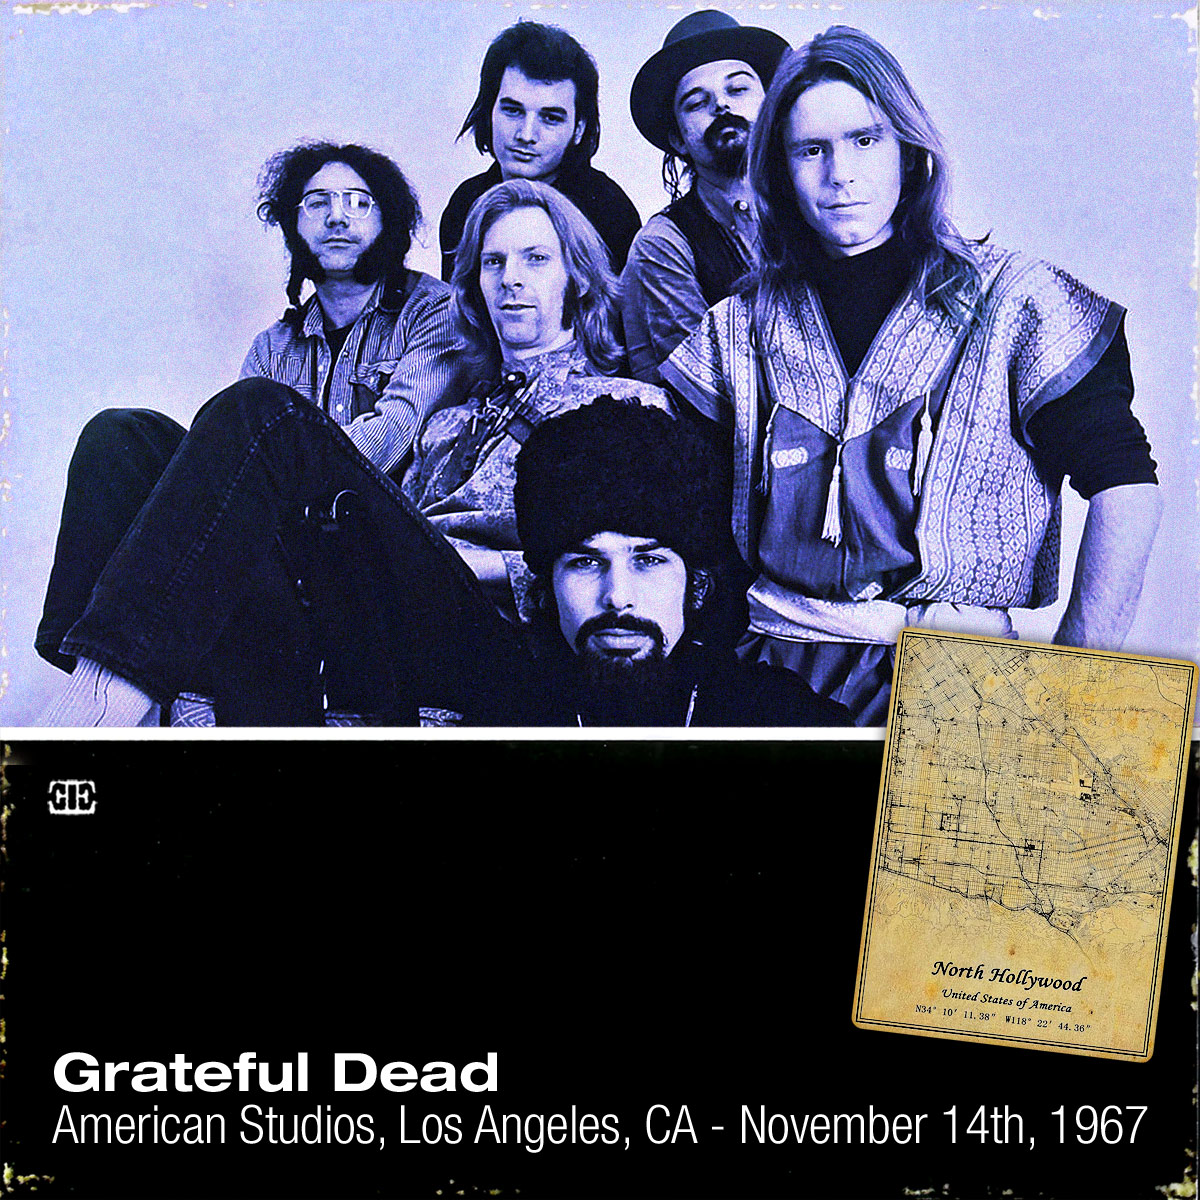 North Hollywood
United States of America
N34° 10' 11.38" W118° 22' 44.36"
Grateful Dead
American Studios, Los Angeles, CA - November 14th, 1967